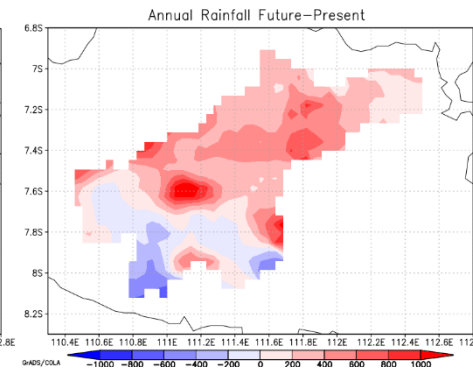 Annual Rainfall Future-Present
6.8S
7S
7.2S
7.4S
7.6S
7.8S
8S
8.2S
2.8E 110.4E 110.6E 110.8E 111E 111.2E 111.4E 111.6E 111.8E 112E 112.2E 112.4E 112.6E 112
GrADS/COLA -1000 -800 -600 -400 -200 0 200 400 600 800 1000